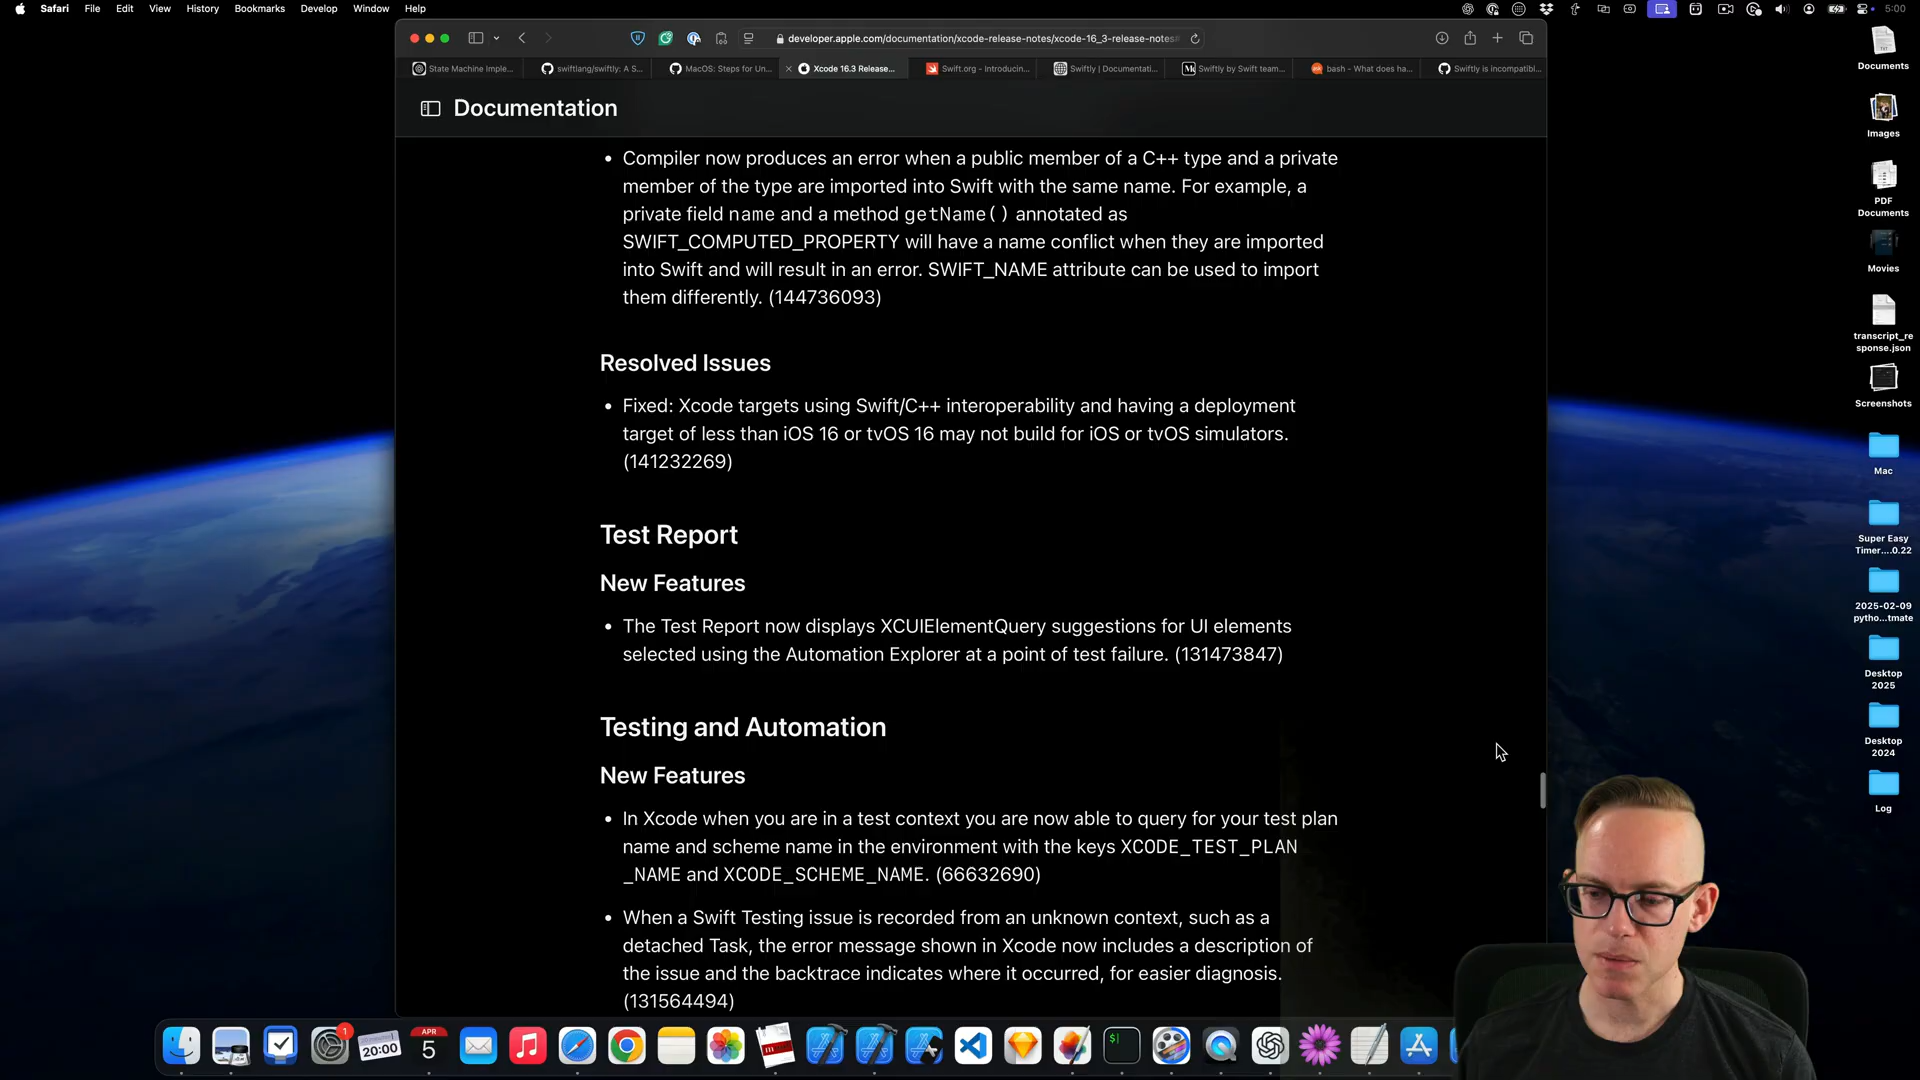 Safari File Edit View History Bookmarks Develop Window Help 5:00
developer.apple.com/documentation/xcode-release-notes/xcode-16_3-release-notes#
State Machine Imple...
swiftlang/swiftly: A S...
MacOS: Steps for Un...
Xcode 16.3 Release...
Swift.org - Introducin...
Swiftly | Documentati...
Swiftly by Swift team...
bash - What does ha...
Swiftly is incompatibl...
Documentation
• Compiler now produces an error when a public member of a C++ type and a private
member of the type are imported into Swift with the same name. For example, a
private field name and a method getName() annotated as
SWIFT_COMPUTED_PROPERTY will have a name conflict when they are imported
into Swift and will result in an error. SWIFT_NAME attribute can be used to import
them differently. (144736093)
Resolved Issues
• Fixed: Xcode targets using Swift/C++ interoperability and having a deployment
target of less than iOS 16 or tvOS 16 may not build for iOS or tvOS simulators.
(141232269)
Test Report
New Features
• The Test Report now displays XCUIElementQuery suggestions for UI elements
selected using the Automation Explorer at a point of test failure. (131473847)
Testing and Automation
New Features
• In Xcode when you are in a test context you are now able to query for your test plan
name and scheme name in the environment with the keys XCODE_TEST_PLAN
_NAME and XCODE_SCHEME_NAME. (66632690)
• When a Swift Testing issue is recorded from an unknown context, such as a
detached Task, the error message shown in Xcode now includes a description of
the issue and the backtrace indicates where it occurred, for easier diagnosis.
(131564494)
Documents
Images
PDF
Documents
Movies
transcript_re
sponse.json
Screenshots
Mac
Super Easy
Timer....0.22
2025-02-09
pytho...tmate
Desktop
2025
Desktop
2024
Log
1
20:00
APR
5
$